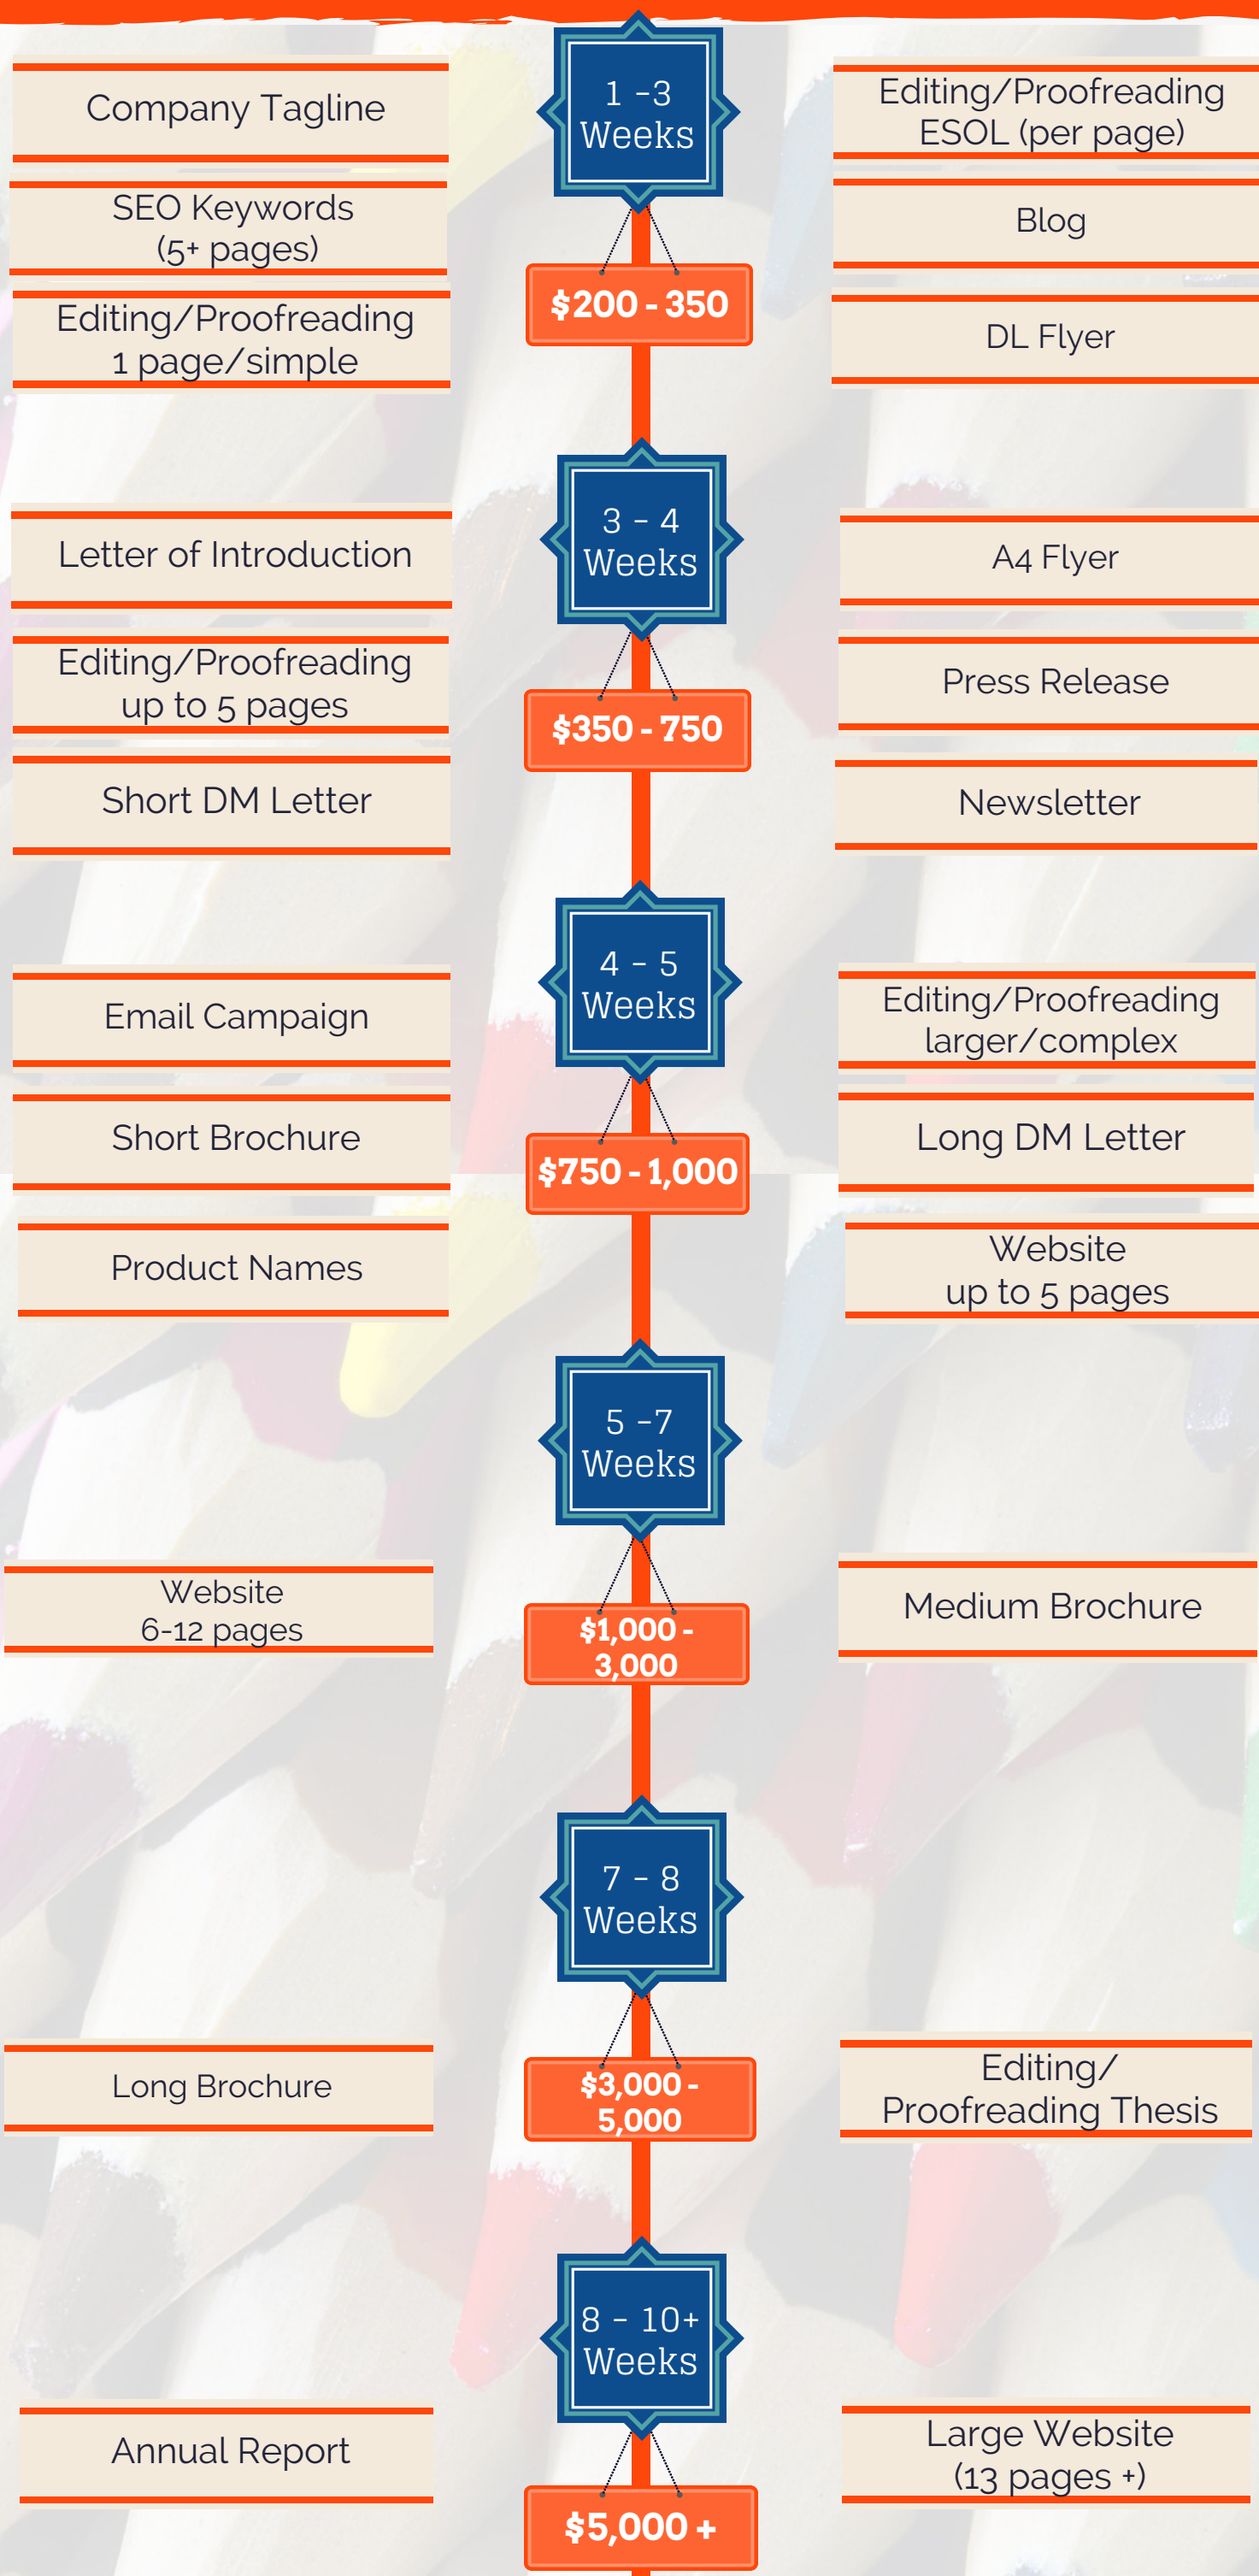 1 -3
Weeks
Company Tagline
Editing/Proofreading
ESOL (per page)
SEO Keywords
(5+ pages)
Blog
$200 - 350
Editing/Proofreading
1 page/simple
DL Flyer
3 - 4
Weeks
Letter of Introduction
A4 Flyer
Editing/Proofreading
up to 5 pages
Press Release
$350 - 750
Short DM Letter
Newsletter
4 - 5
Weeks
Email Campaign
Editing/Proofreading
larger/complex
Short Brochure
Long DM Letter
$750 - 1,000
Product Names
Website
up to 5 pages
5 -7
Weeks
Website
6-12 pages
Medium Brochure
$1,000 -
3,000
7 - 8
Weeks
Long Brochure
Editing/
Proofreading Thesis
$3,000 -
5,000
8 - 10+
Weeks
Annual Report
Large Website
(13 pages +)
$5,000 +